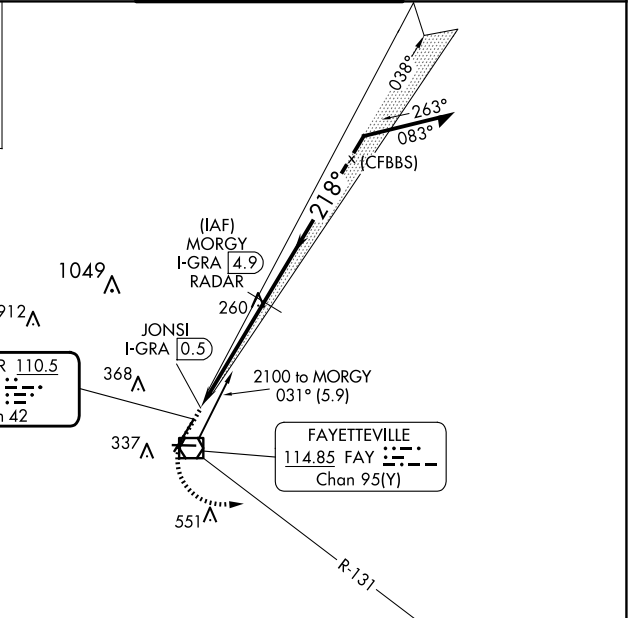 038°
263°
083°
(CFBBS)
218°
(IAF)
MORGY
I-GRA 4.9
RADAR
1049
260
912
JONSI
I-GRA 0.5
R 110.5
368
2100 to MORGY
031° (5.9)
42
337
FAYETTEVILLE
114.85 FAY
Chan 95(Y)
551
R-131